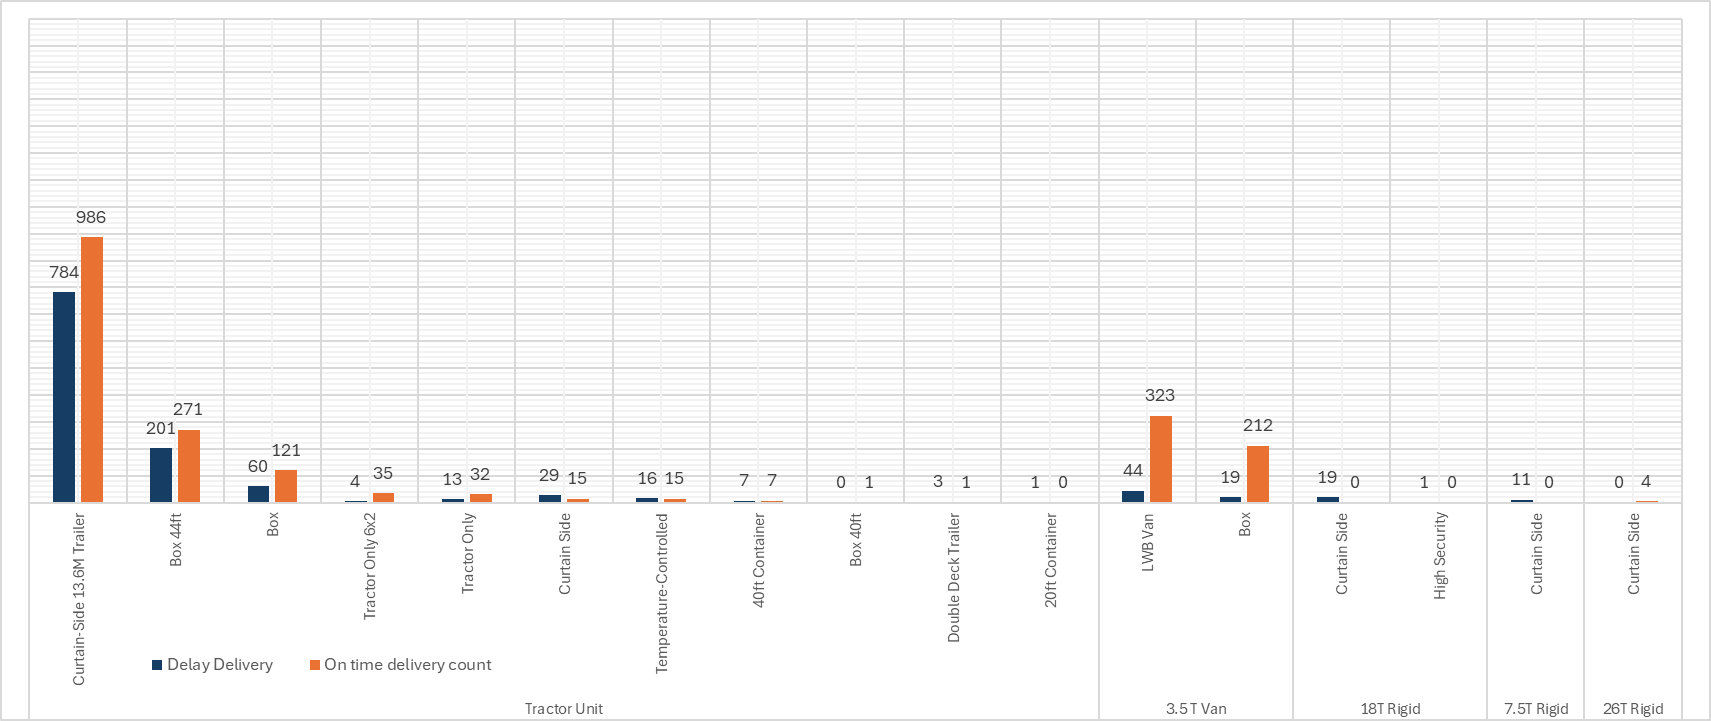 986
784
271
201
60
121
4
35
13
32
29
15
16
15
7
7
0
1
3
1
1
0
44
323
19
212
19
0
1
0
11
0
0
4
Curtain-Side 13.6M Trailer
Box 44ft
Box
Tractor Only 6x2
Tractor Only
Curtain Side
Temperature-Controlled
40ft Container
Box 40ft
Double Deck Trailer
20ft Container
LWB Van
Box
Curtain Side
High Security
Curtain Side
Curtain Side
Delay Delivery
On time delivery count
Tractor Unit
3.5 T Van
18T Rigid
7.5T Rigid
26T Rigid